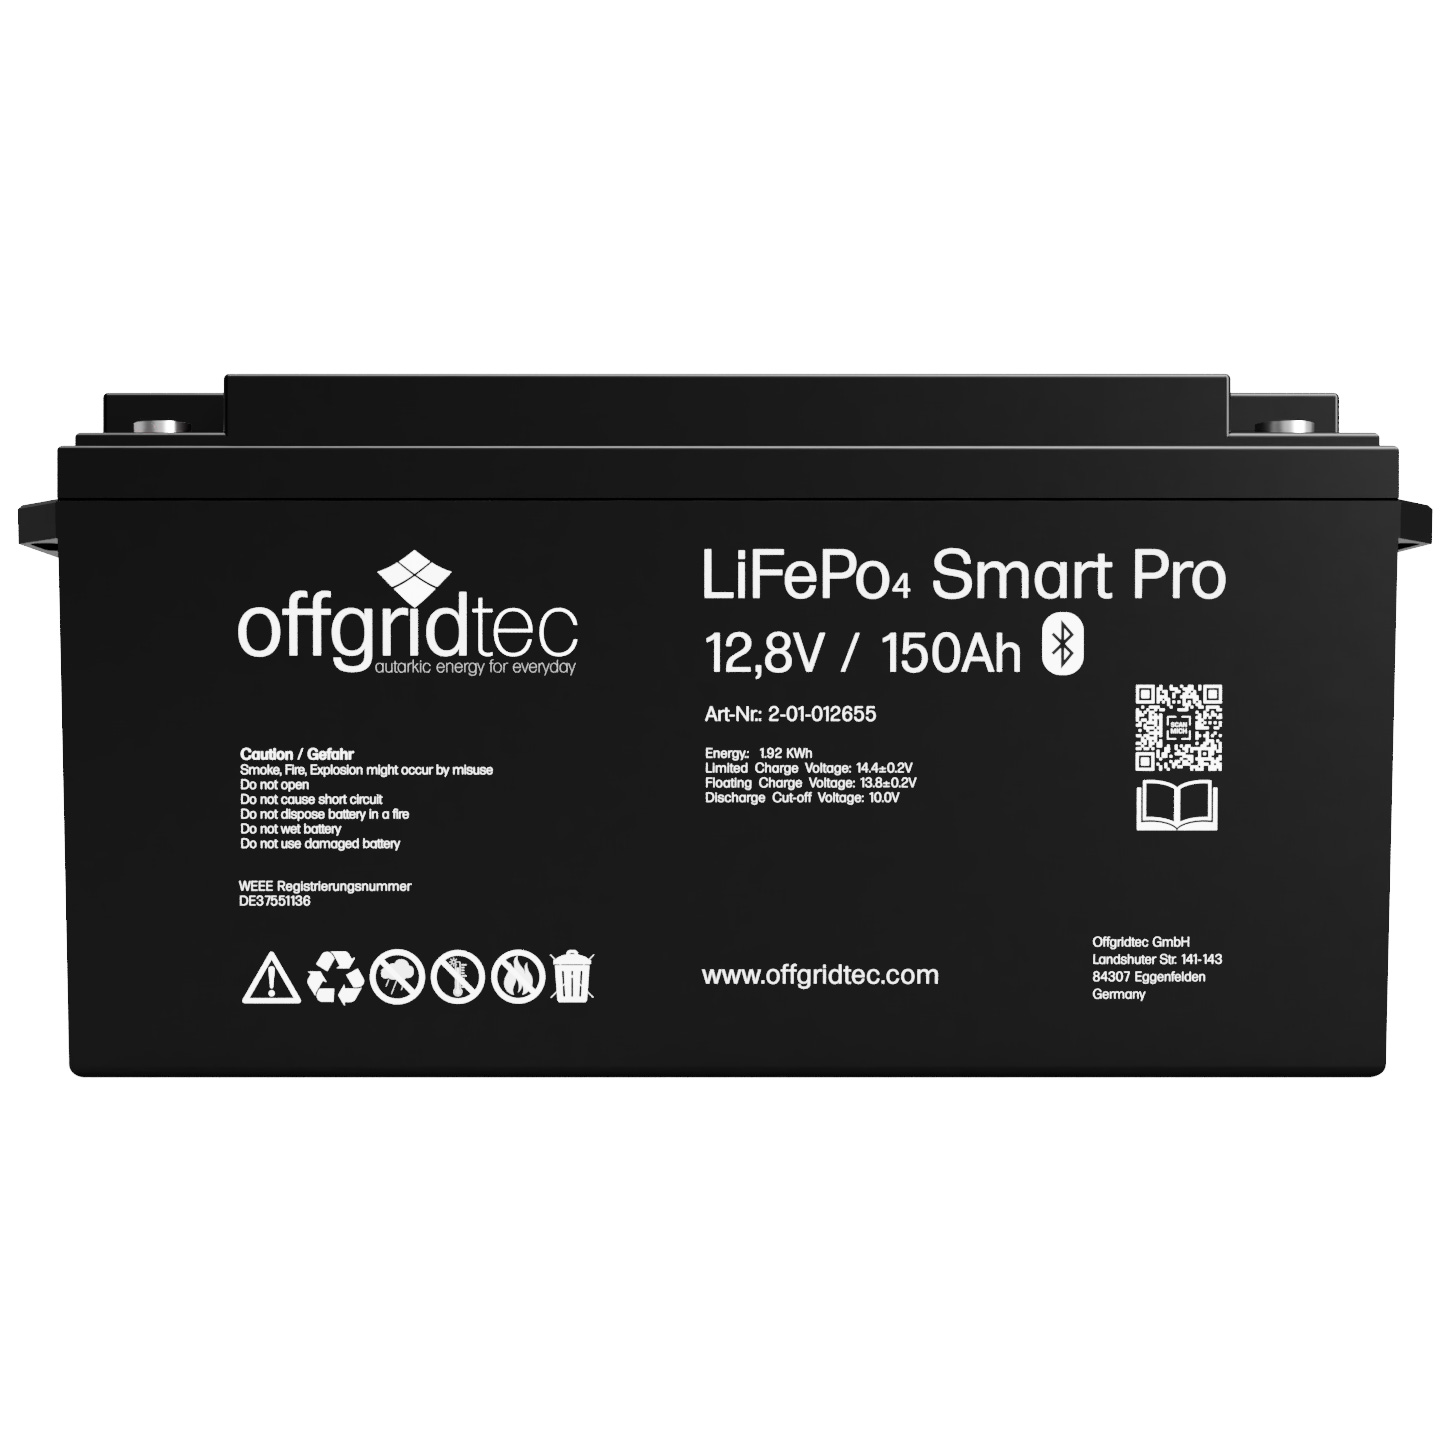 offgridtec
autarkic energy for everyday
LiFePo4 Smart Pro
12,8V / 150Ah
Art-Nr.: 2-01-012655
Energy: 1.92 KWh
Limited Charge Voltage: 14.4±0.2V
Floating Charge Voltage: 13.8±0.2V
Discharge Cut-off Voltage: 10.0V
SCAN
MICH
Caution / Gefahr
Smoke, Fire, Explosion might occur by misuse
Do not open
Do not cause short circuit
Do not dispose battery in a fire
Do not wet battery
Do not use damaged battery
WEEE Registrierungsnummer
DE37551136
www.offgridtec.com
Offgridtec GmbH
Landshuter Str. 141-143
84307 Eggenfelden
Germany